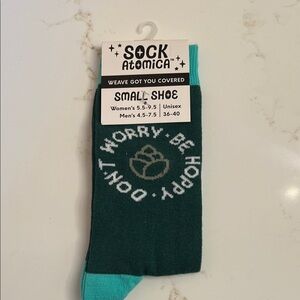 SOCK
ATOMICA™
WEAVE GOT YOU COVERED
SMALL SHOE
Women's 5.5-9.5 Unisex
Men's 4.5-7.5 36-40
DON'T WORRY · BE HOPPY ·